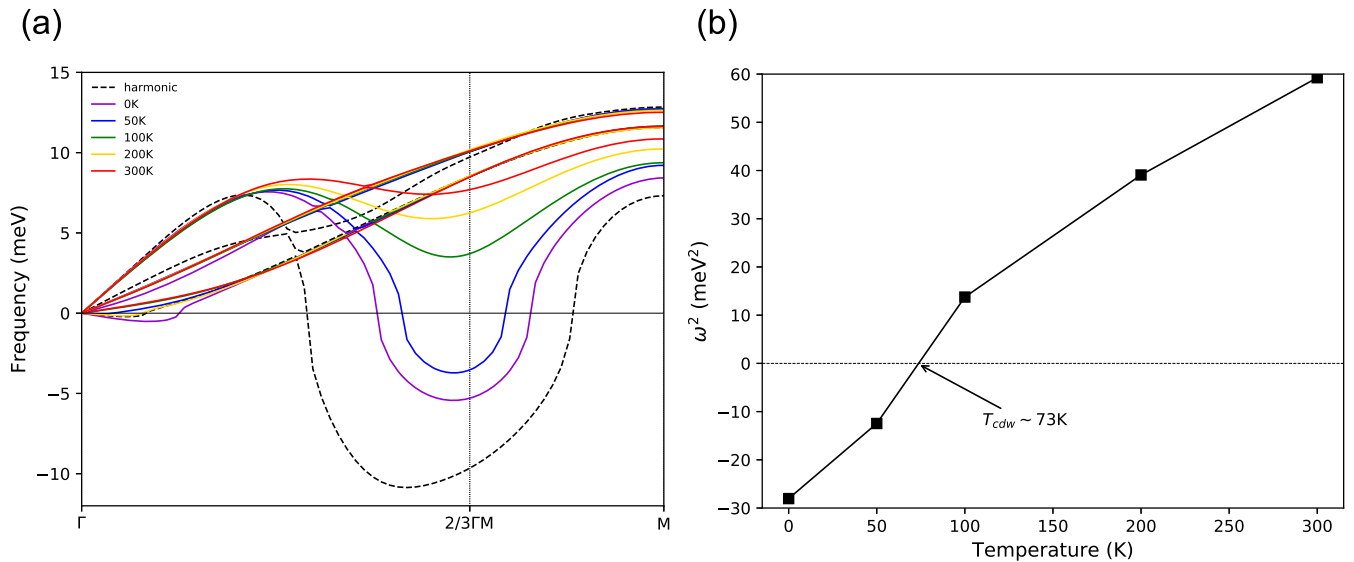 (a)
Frequency (meV)
15
10
5
0
−5
−10
harmonic
0K
50K
100K
200K
300K
Γ
2/3ΓM
M
(b)
ω² (meV²)
60
50
40
30
20
10
0
−10
−20
−30
T_cdw ~ 73K
0
50
100
150
200
250
300
Temperature (K)